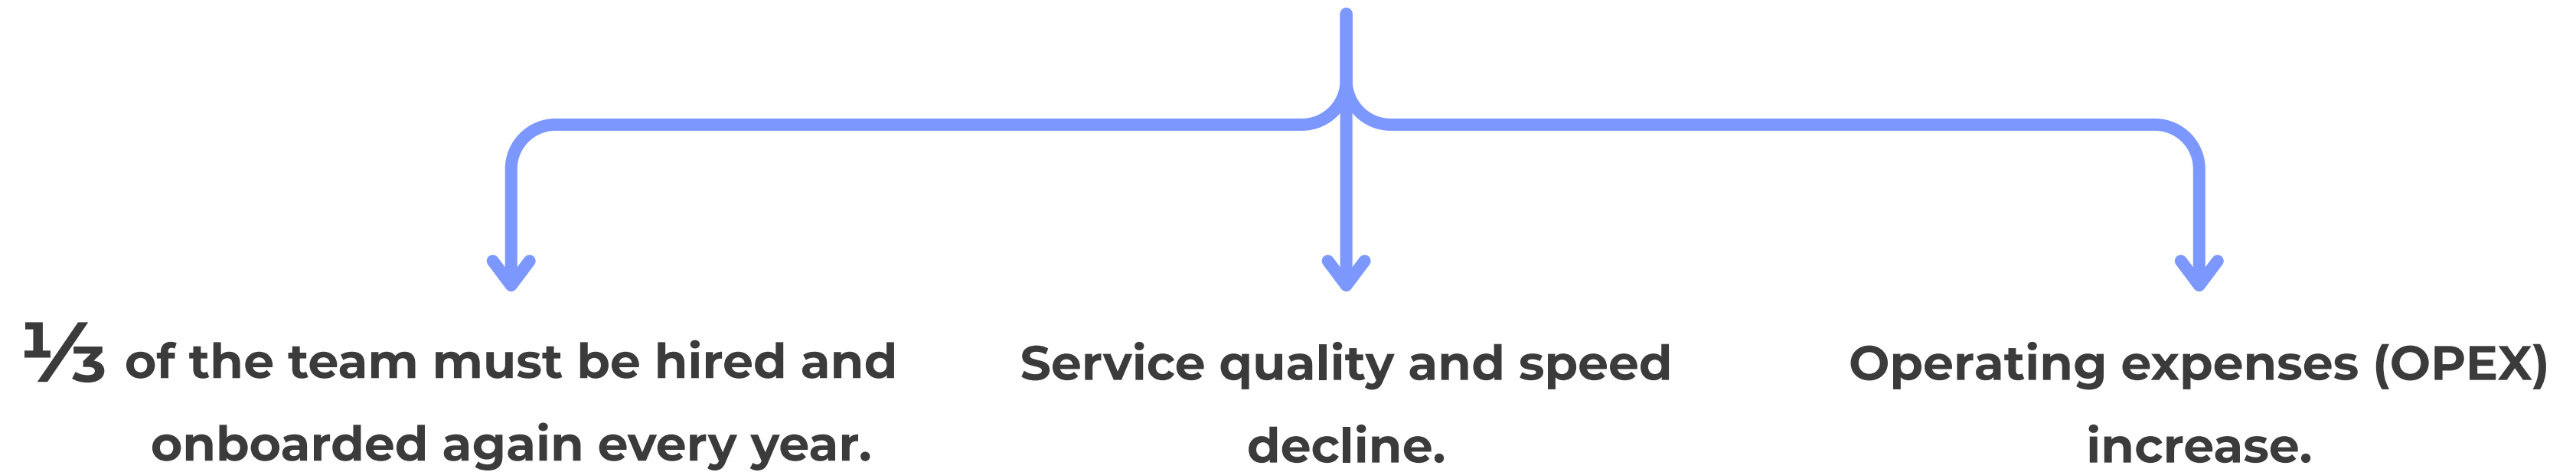 ⅓ of the team must be hired and
onboarded again every year.
Service quality and speed
decline.
Operating expenses (OPEX)
increase.